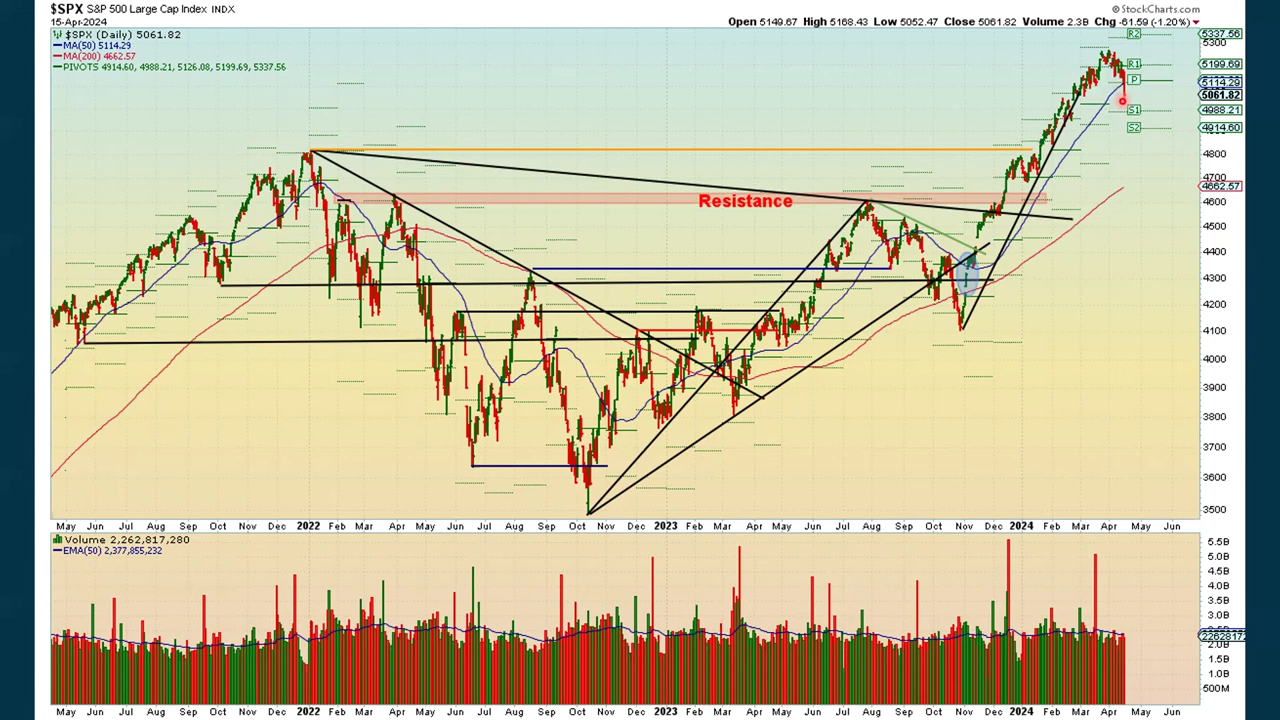 $SPX S&P 500 Large Cap Index INDX
© StockCharts.com
15-Apr-2024
Open 5149.67 High 5168.43 Low 5052.47 Close 5061.82 Volume 2.3B Chg -61.59 (-1.20%)
$SPX (Daily) 5061.82
MA(50) 5114.29
MA(200) 4662.57
PIVOTS 4914.60, 4988.21, 5126.08, 5199.69, 5337.56
R2
5337.56
5300
R1
5199.69
P
5114.29
5061.82
S1
4988.21
S2
4914.60
4800
4700
4662.57
4600
Resistance
4500
4400
4300
4200
4100
4000
3900
3800
3700
3600
3500
May Jun Jul Aug Sep Oct Nov Dec 2022 Feb Mar Apr May Jun Jul Aug Sep Oct Nov Dec 2023 Feb Mar Apr May Jun Jul Aug Sep Oct Nov Dec 2024 Feb Mar Apr May Jun
Volume 2,262,817,280
EMA(50) 2,377,855,232
5.5B
5.0B
4.5B
4.0B
3.5B
3.0B
22628172
2.0B
1.5B
1.0B
500M
May Jun Jul Aug Sep Oct Nov Dec 2022 Feb Mar Apr May Jun Jul Aug Sep Oct Nov Dec 2023 Feb Mar Apr May Jun Jul Aug Sep Oct Nov Dec 2024 Feb Mar Apr May Jun